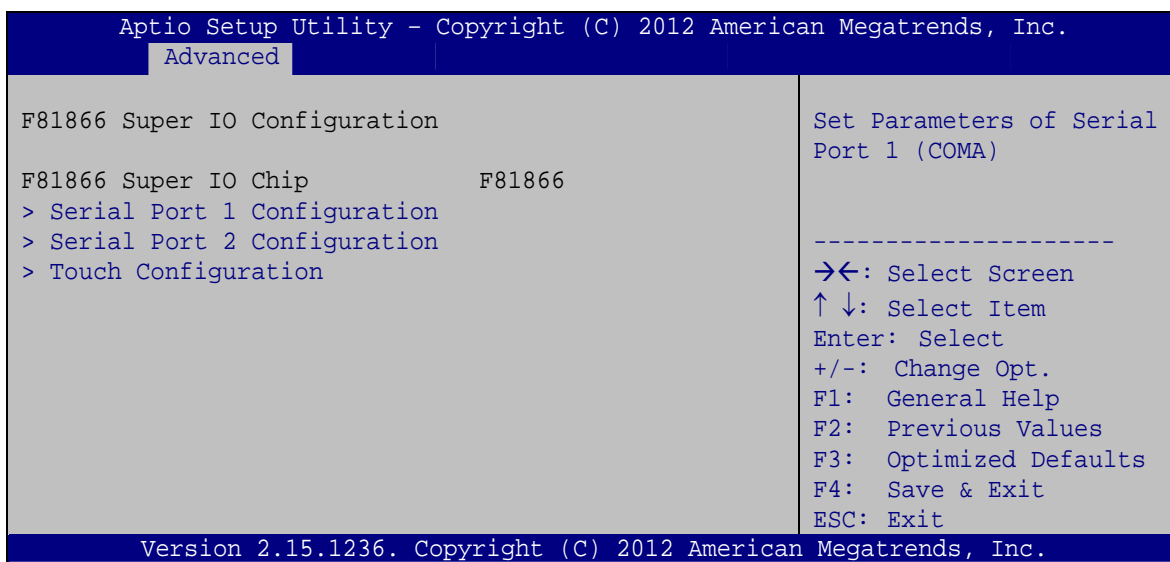 Aptio Setup Utility – Copyright (C) 2012 American Megatrends, Inc.
Advanced
F81866 Super IO Configuration
F81866 Super IO Chip F81866
> Serial Port 1 Configuration
> Serial Port 2 Configuration
> Touch Configuration
Set Parameters of Serial
Port 1 (COMA)
---------------------
→←: Select Screen
↑ ↓: Select Item
Enter: Select
+/-: Change Opt.
F1: General Help
F2: Previous Values
F3: Optimized Defaults
F4: Save & Exit
ESC: Exit
Version 2.15.1236. Copyright (C) 2012 American Megatrends, Inc.